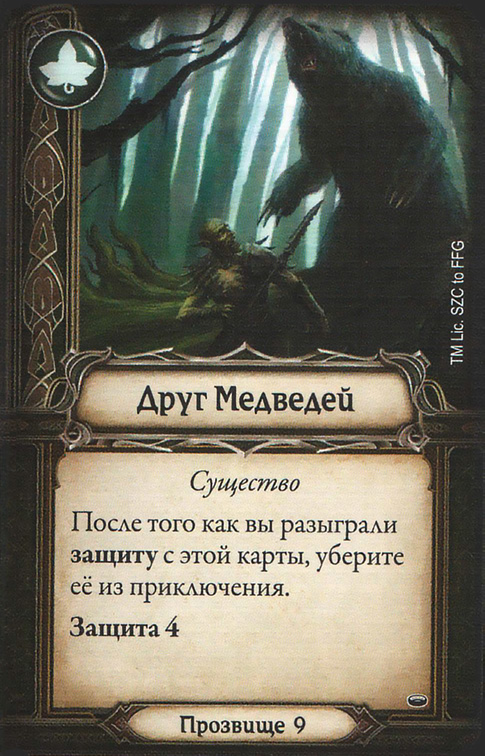 TM Lic. SZC to FFG
Друг Медведей
Существо
После того как вы разыграли
защиту с этой карты, уберите
её из приключения.
Защита 4
Прозвище 9